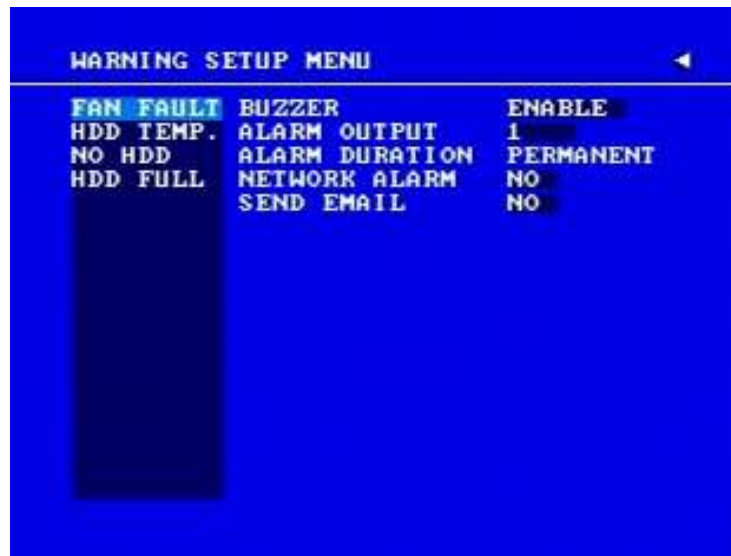 WARNING SETUP MENU
FAN FAULT BUZZER ENABLE
HDD TEMP. ALARM OUTPUT 1
NO HDD ALARM DURATION PERMANENT
HDD FULL NETWORK ALARM NO
SEND EMAIL NO